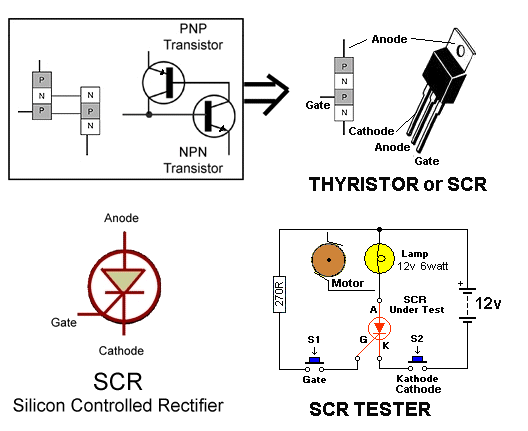 PNP
Transistor
P
N
P
N
P
N
NPN
Transistor
Anode
P
N
P
N
Gate
Cathode
Anode
Gate
THYRISTOR or SCR
Anode
Gate
Cathode
SCR
Silicon Controlled Rectifier
Motor
Lamp
12v 6watt
270R
A
SCR
Under Test
+
12v
G
K
S1
S2
Gate
Kathode
Cathode
SCR TESTER